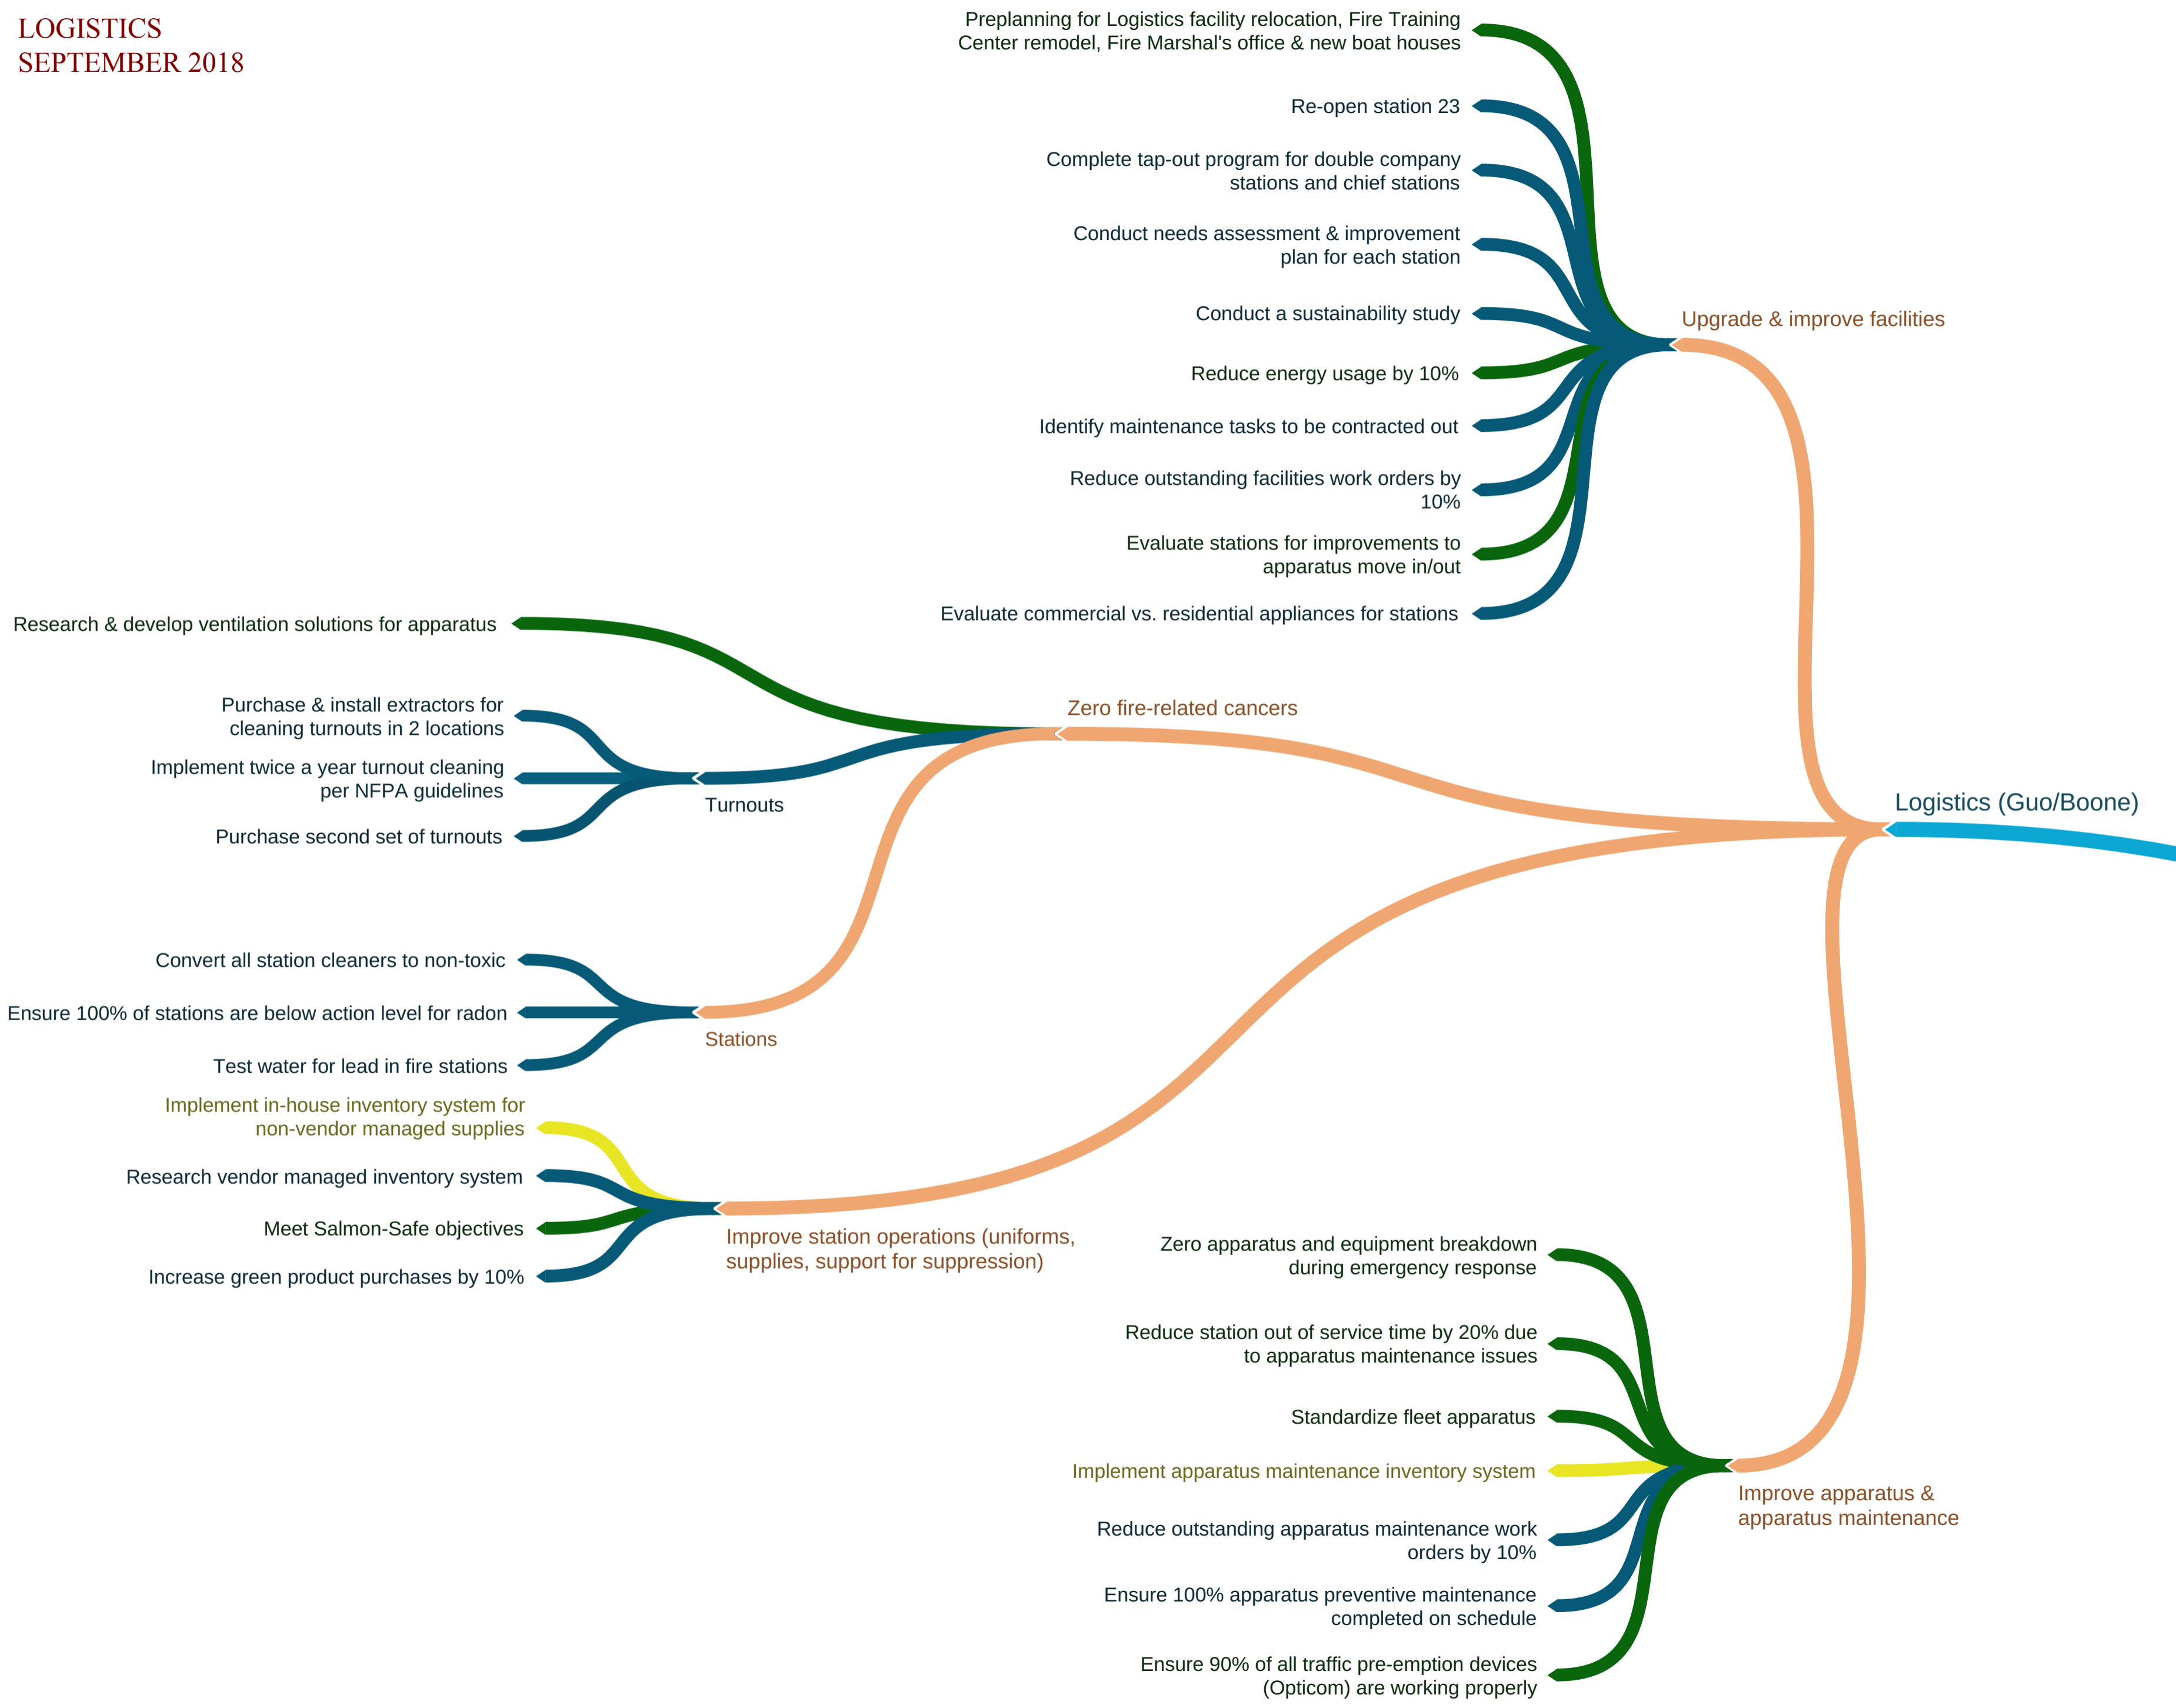 LOGISTICS
SEPTEMBER 2018
Preplanning for Logistics facility relocation, Fire Training
Center remodel, Fire Marshal's office & new boat houses
Re-open station 23
Complete tap-out program for double company
stations and chief stations
Conduct needs assessment & improvement
plan for each station
Conduct a sustainability study
Reduce energy usage by 10%
Identify maintenance tasks to be contracted out
Reduce outstanding facilities work orders by
10%
Evaluate stations for improvements to
apparatus move in/out
Evaluate commercial vs. residential appliances for stations
Upgrade & improve facilities
Research & develop ventilation solutions for apparatus
Purchase & install extractors for
cleaning turnouts in 2 locations
Implement twice a year turnout cleaning
per NFPA guidelines
Purchase second set of turnouts
Turnouts
Zero fire-related cancers
Convert all station cleaners to non-toxic
Ensure 100% of stations are below action level for radon
Test water for lead in fire stations
Stations
Logistics (Guo/Boone)
Implement in-house inventory system for
non-vendor managed supplies
Research vendor managed inventory system
Meet Salmon-Safe objectives
Increase green product purchases by 10%
Improve station operations (uniforms,
supplies, support for suppression)
Zero apparatus and equipment breakdown
during emergency response
Reduce station out of service time by 20% due
to apparatus maintenance issues
Standardize fleet apparatus
Implement apparatus maintenance inventory system
Reduce outstanding apparatus maintenance work
orders by 10%
Ensure 100% apparatus preventive maintenance
completed on schedule
Ensure 90% of all traffic pre-emption devices
(Opticom) are working properly
Improve apparatus &
apparatus maintenance